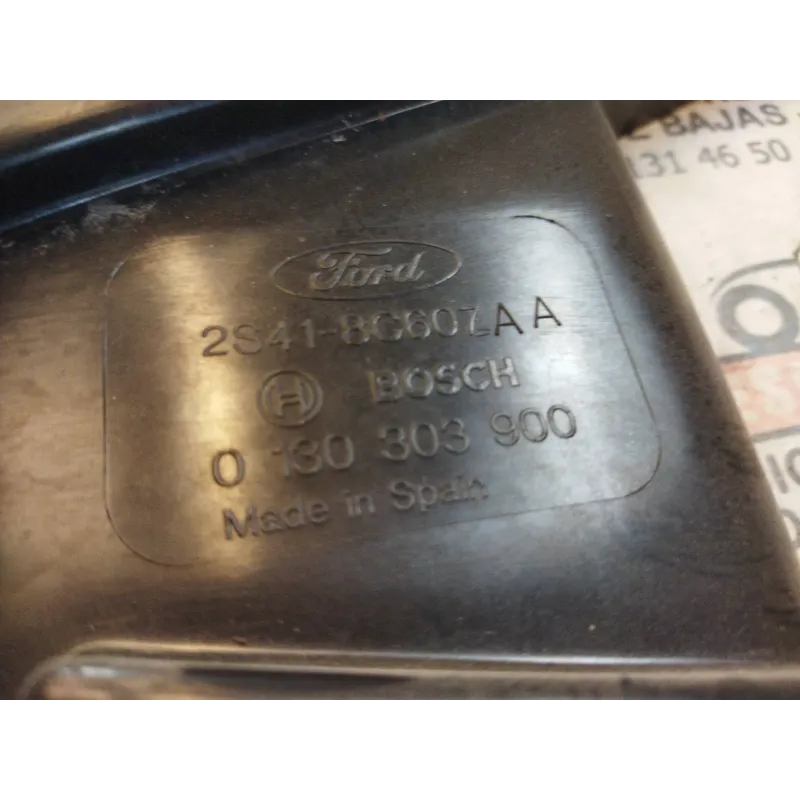 BAJAS
131 46 50
Ford
2S41-8C607AA
H BOSCH
0 130 303 900
Made in Spain